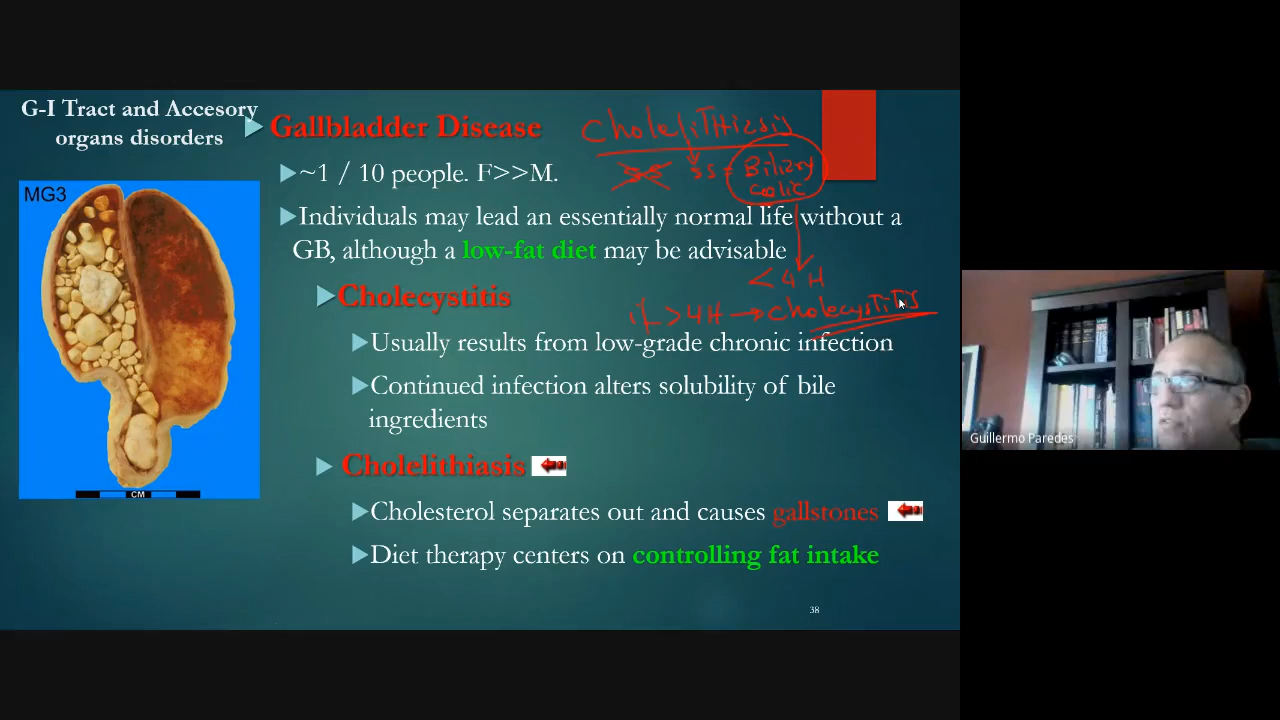 G-I Tract and Accesory
organs disorders
Gallbladder Disease
CholeliTHiasis
~1 / 10 people. F>>M.
SS SS = Biliary
colic
Individuals may lead an essentially normal life without a
GB, although a low-fat diet may be advisable
< 4 H
Cholecystitis
if > 4H → CholecysTiTis
Usually results from low-grade chronic infection
Continued infection alters solubility of bile
ingredients
Cholelithiasis
Cholesterol separates out and causes gallstones
Diet therapy centers on controlling fat intake
38
MG3
CM
Guillermo Paredes